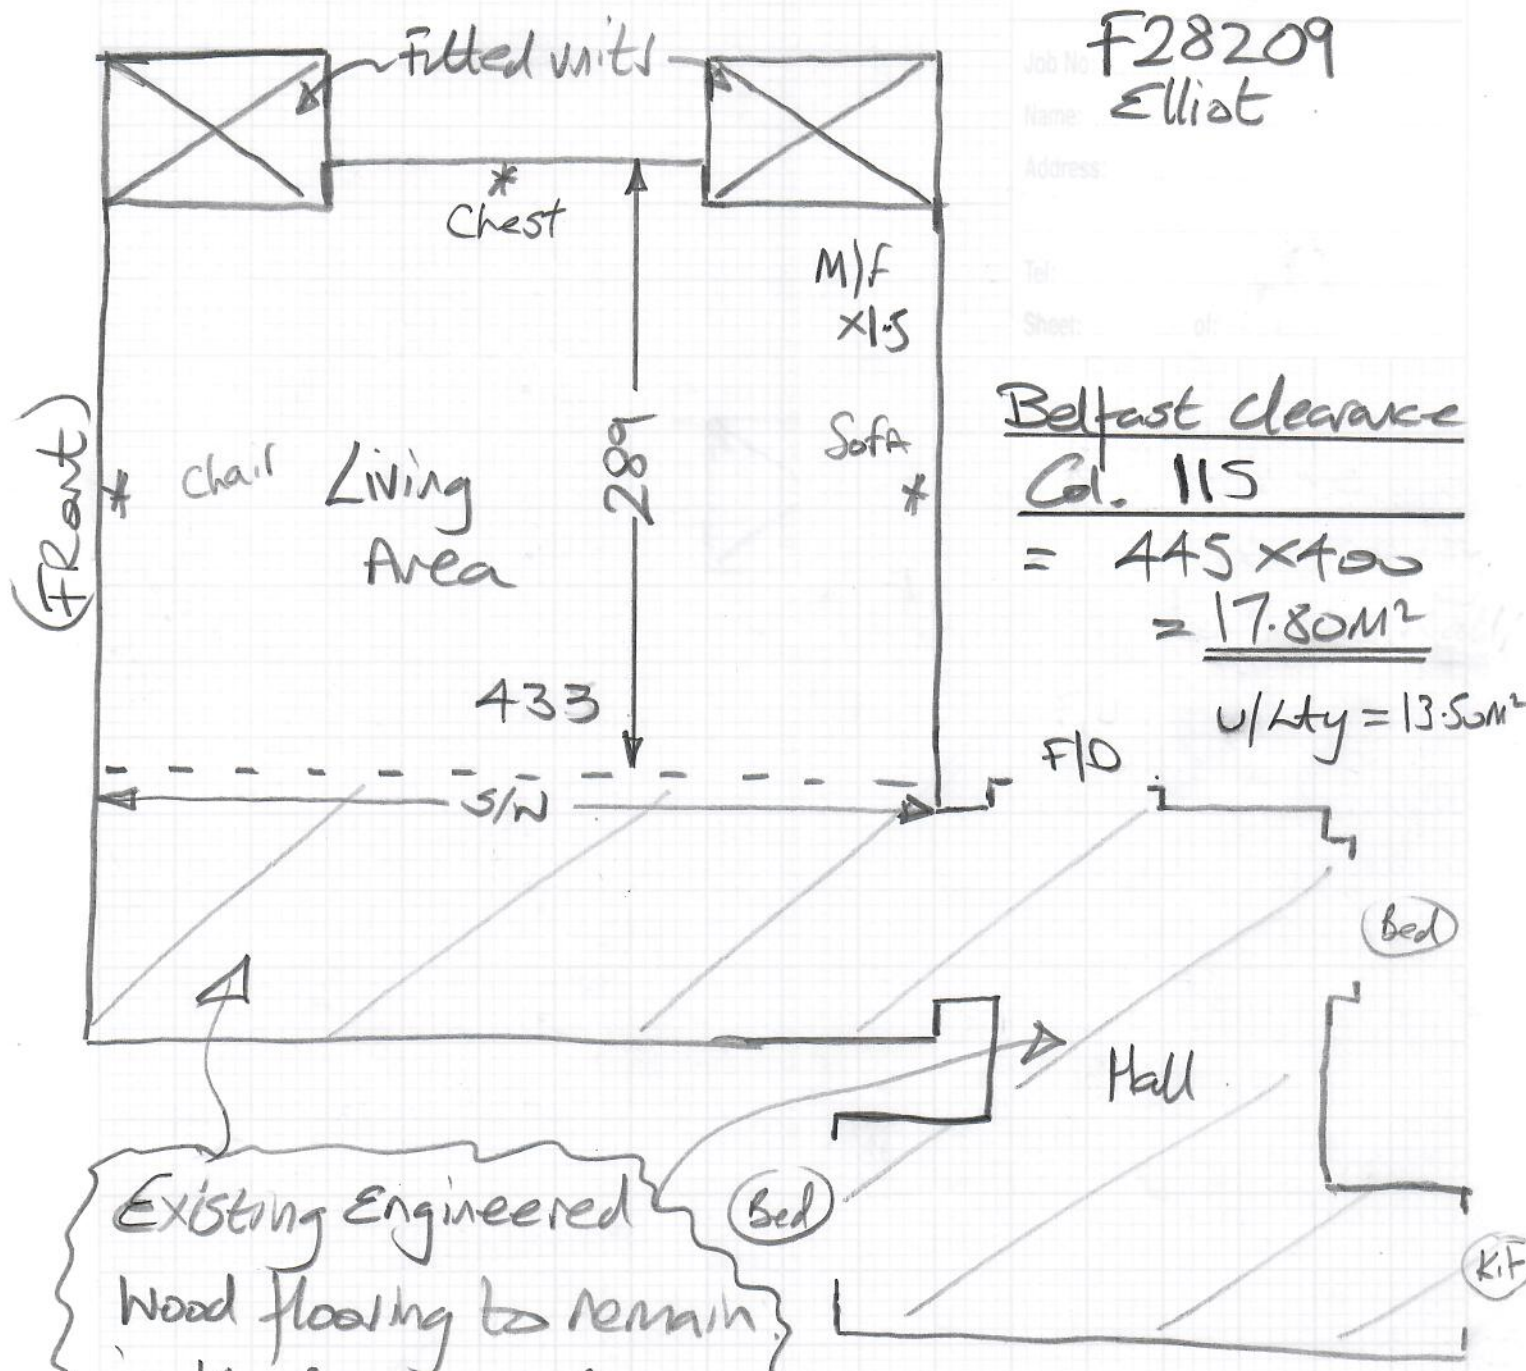 F28209
Job No
Elliot
Name:
Address:
Tel:
Sheet: of:
Fitted units
*
Chest
M/F
x1.5
Belfast Clearance
Col. 115
= 445 x 400
= 17.80M²
U/Lty = 13.50M²
(FRont)
* chair
Living
Area
289
SofA
*
433
F/D
S/W
Bed
Hall
Existing Engineered
Wood flooring to remain
Bed
Kit